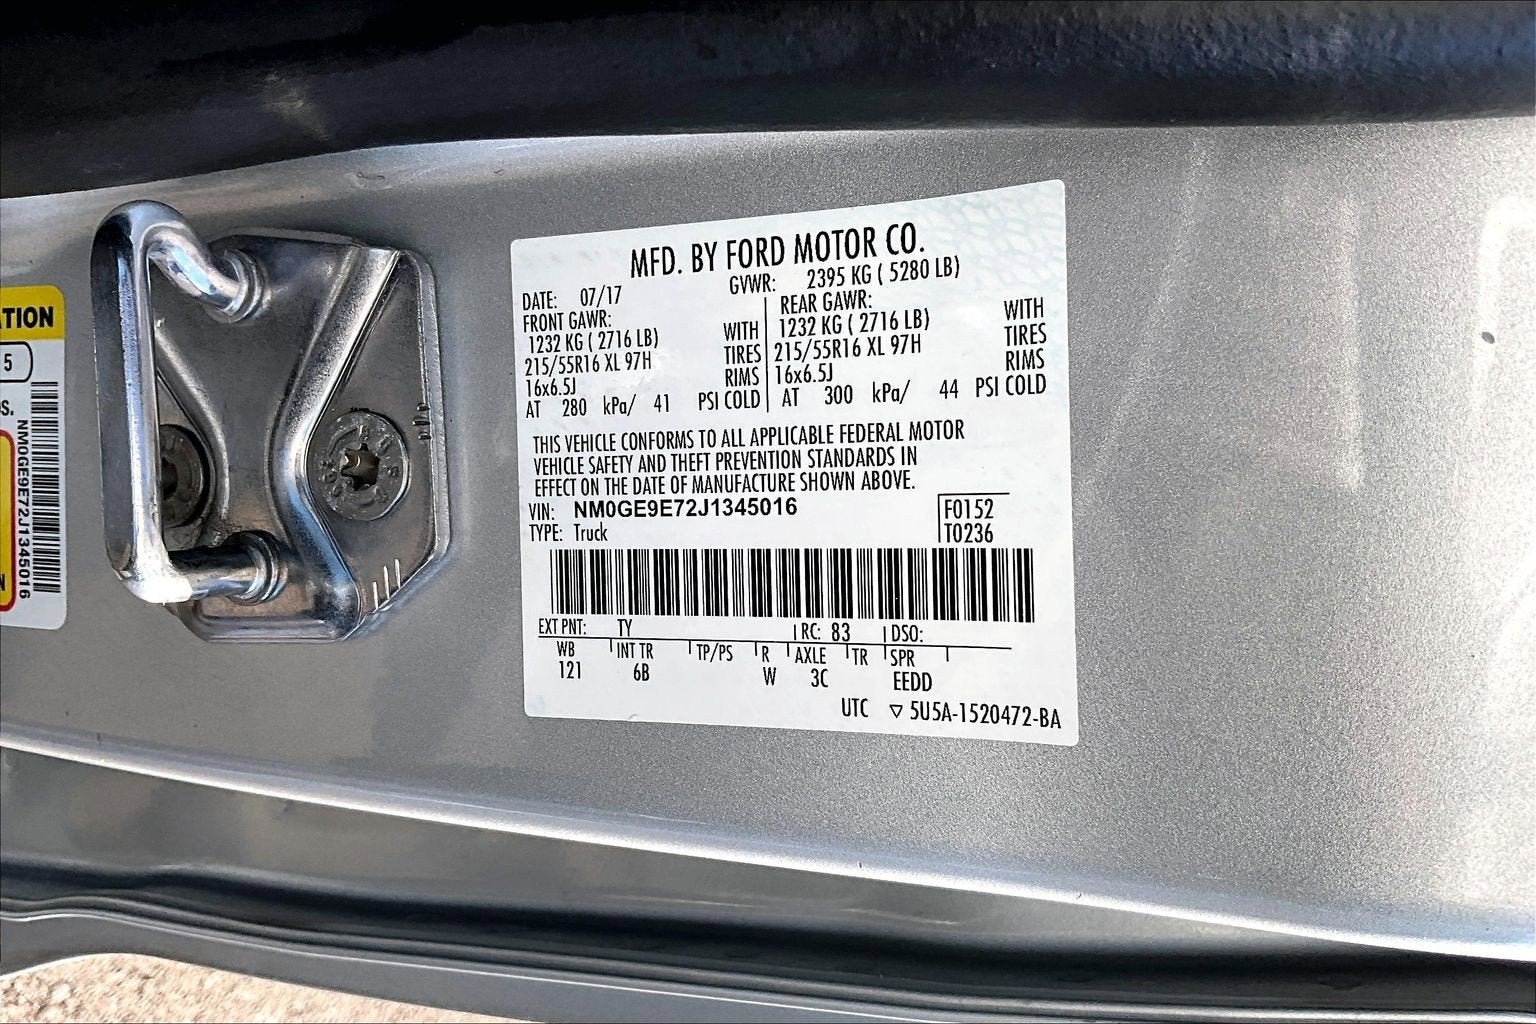 ATION
5
OS.
NM0GE9E72J1345016
N
MFD. BY FORD MOTOR CO.
DATE: 07/17 GVWR: 2395 KG ( 5280 LB)
FRONT GAWR: REAR GAWR:
1232 KG ( 2716 LB) WITH 1232 KG ( 2716 LB) WITH
215/55R16 XL 97H TIRES 215/55R16 XL 97H TIRES
16x6.5J RIMS 16x6.5J RIMS
AT 280 kPa/ 41 PSI COLD AT 300 kPa/ 44 PSI COLD
THIS VEHICLE CONFORMS TO ALL APPLICABLE FEDERAL MOTOR
VEHICLE SAFETY AND THEFT PREVENTION STANDARDS IN
EFFECT ON THE DATE OF MANUFACTURE SHOWN ABOVE.
VIN: NM0GE9E72J1345016 F0152
TYPE: Truck T0236
EXT PNT: TY RC: 83 DSO:
WB INT TR TP/PS R AXLE TR SPR
121 6B W 3C EEDD
UTC ▽ 5U5A-1520472-BA